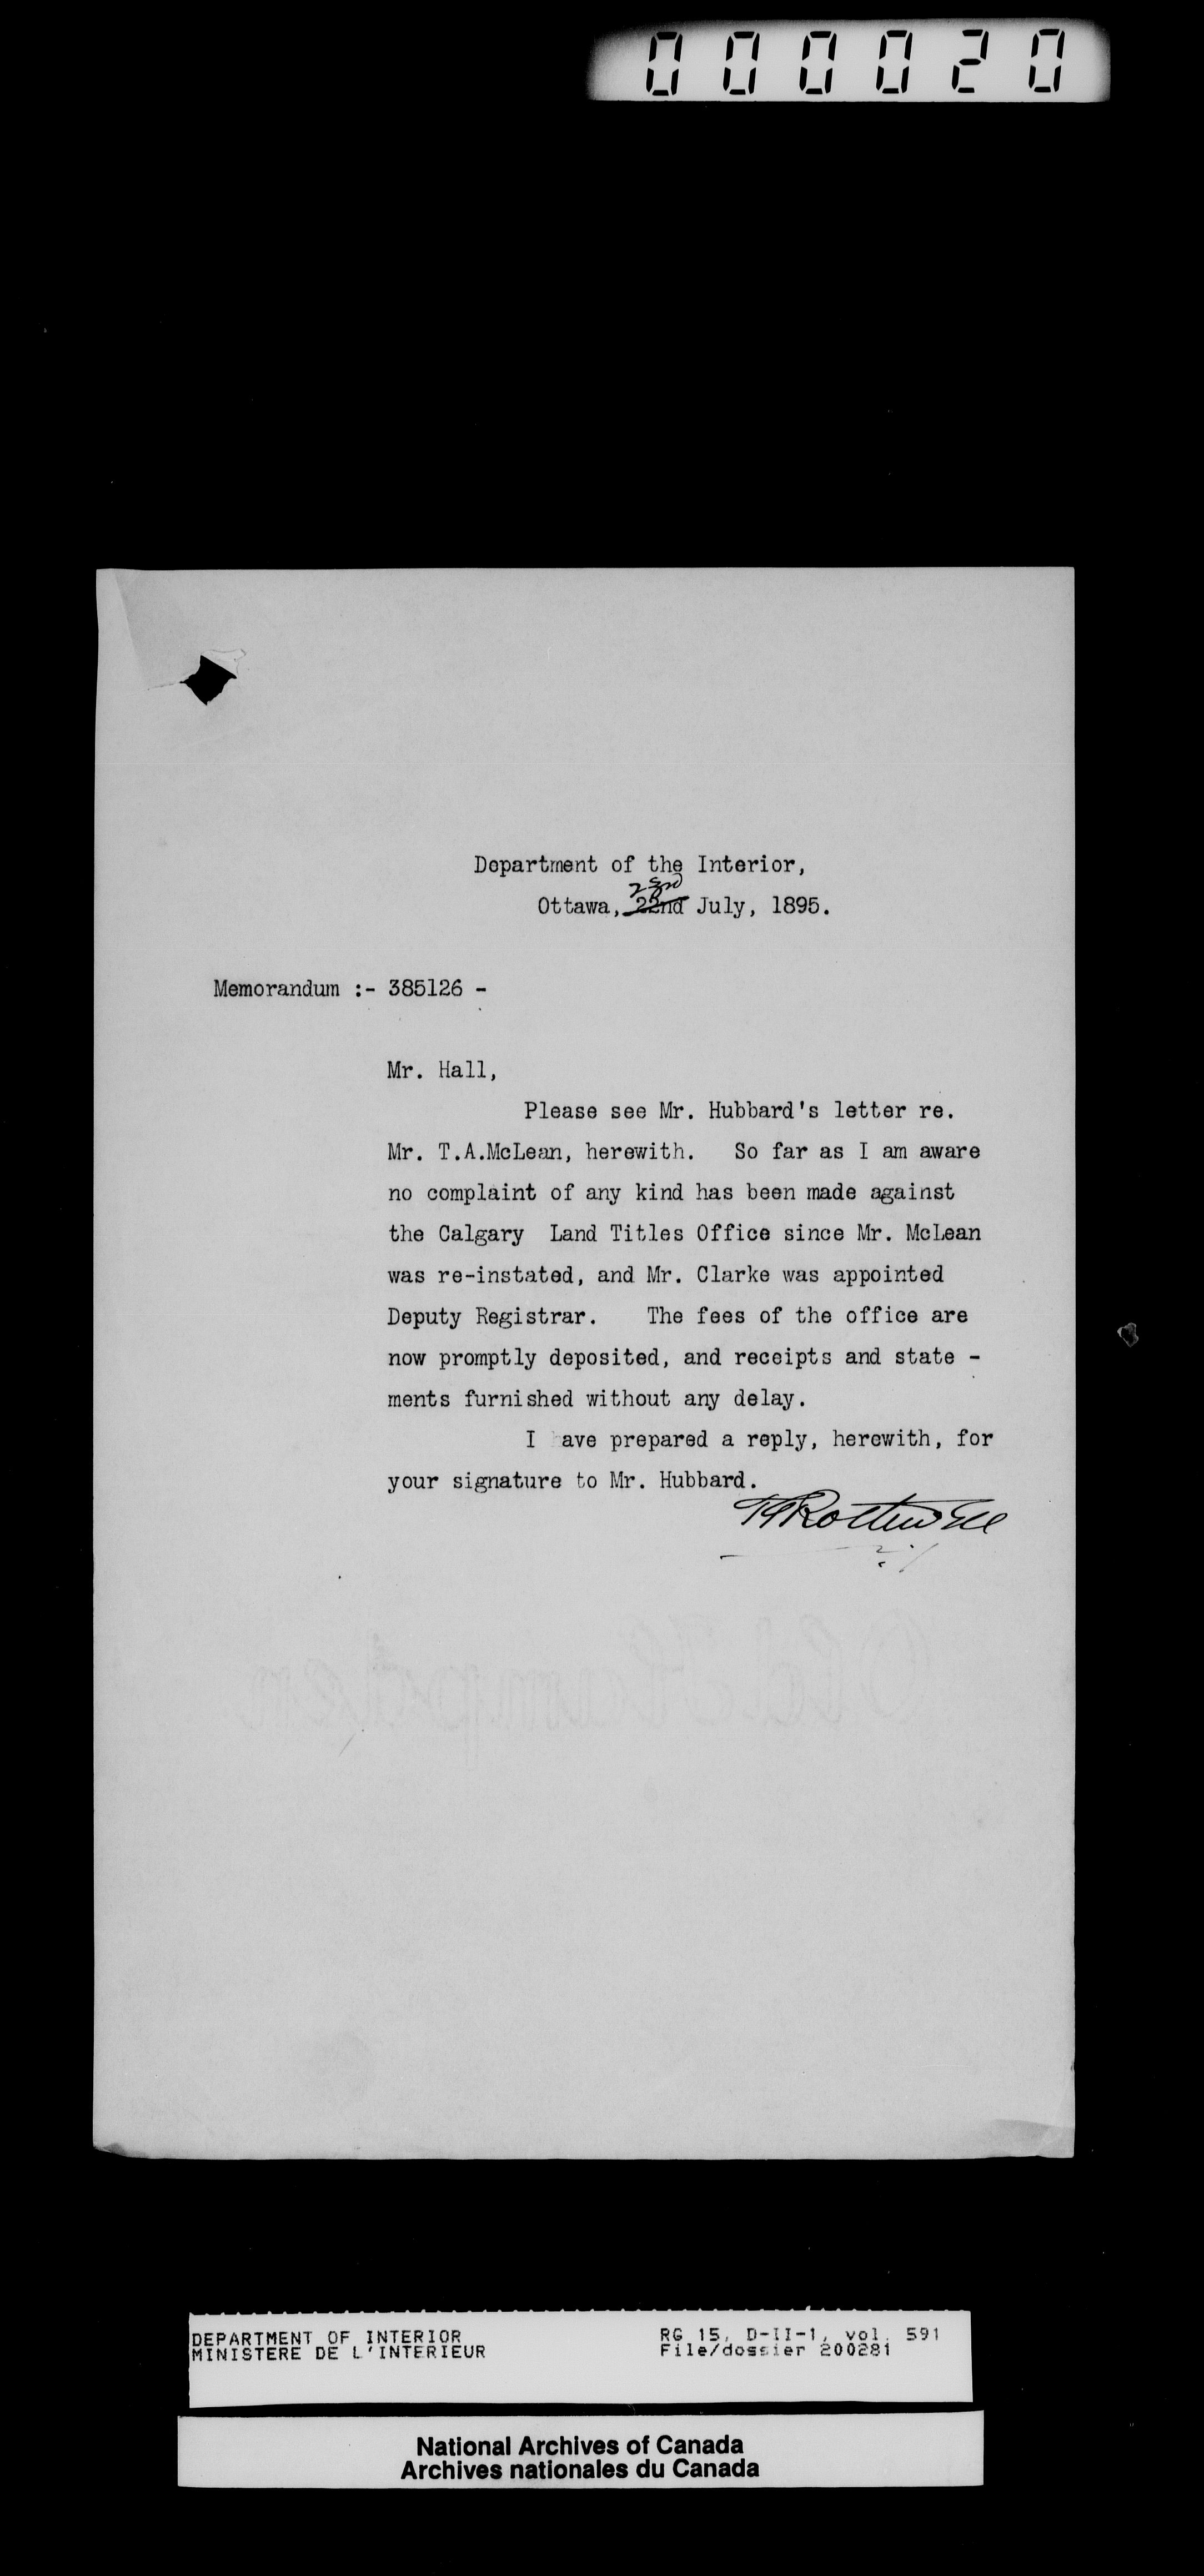 000020
Department of the Interior,
23rd
Ottawa, 22nd July, 1895.
Memorandum :- 385126 -
Mr. Hall,
Please see Mr. Hubbard's letter re.
Mr. T.A.McLean, herewith. So far as I am aware
no complaint of any kind has been made against
the Calgary Land Titles Office since Mr. McLean
was re-instated, and Mr. Clarke was appointed
Deputy Registrar. The fees of the office are
now promptly deposited, and receipts and state -
ments furnished without any delay.
I have prepared a reply, herewith, for
your signature to Mr. Hubbard.
Rothwell
Old Hampden
DEPARTMENT OF INTERIOR RG 15, D-II-1, vol. 591
MINISTERE DE L'INTERIEUR File/dossier 200281
National Archives of Canada
Archives nationales du Canada